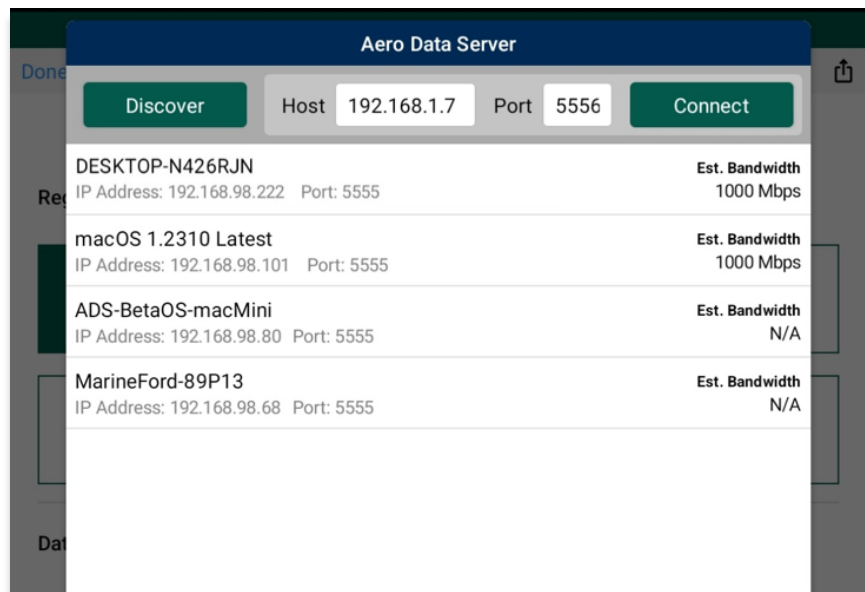 Aero Data Server
Done
Discover Host 192.168.1.7 Port 5556 Connect
DESKTOP-N426RJN Est. Bandwidth
IP Address: 192.168.98.222 Port: 5555 1000 Mbps
macOS 1.2310 Latest Est. Bandwidth
IP Address: 192.168.98.101 Port: 5555 1000 Mbps
ADS-BetaOS-macMini Est. Bandwidth
IP Address: 192.168.98.80 Port: 5555 N/A
MarineFord-89P13 Est. Bandwidth
IP Address: 192.168.98.68 Port: 5555 N/A